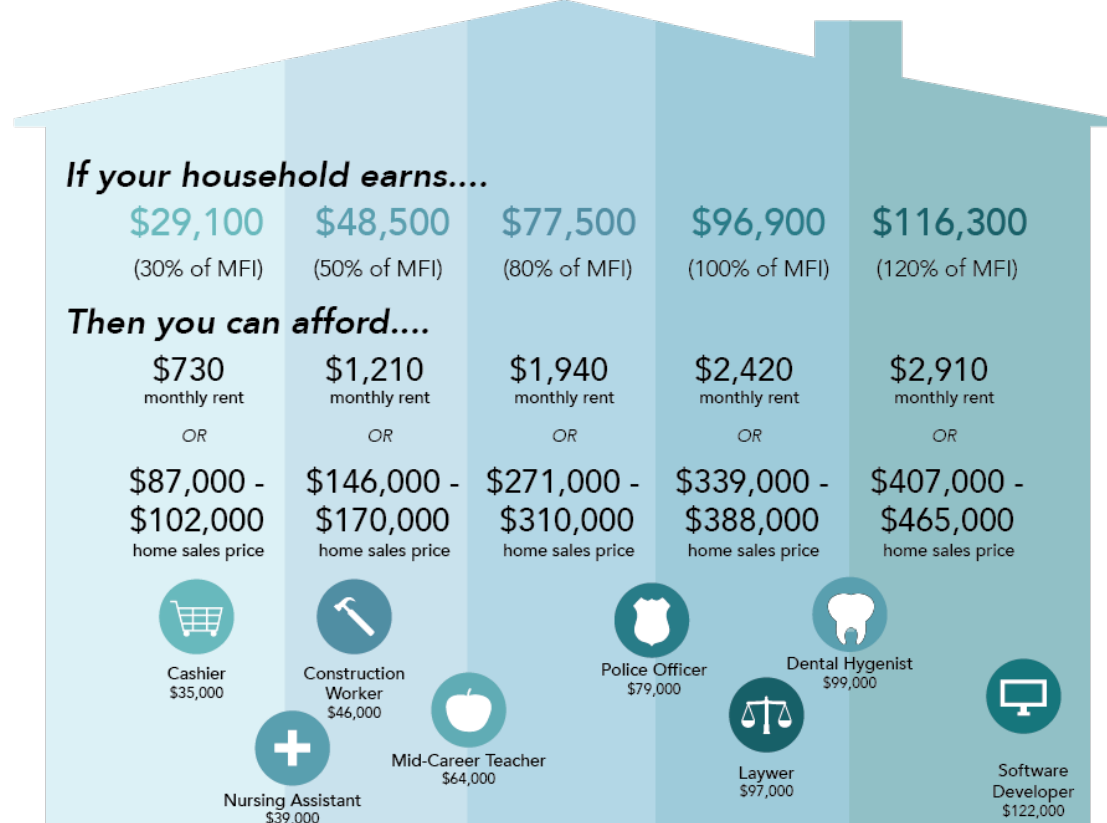 If your household earns....
$29,100 $48,500 $77,500 $96,900 $116,300
(30% of MFI) (50% of MFI) (80% of MFI) (100% of MFI) (120% of MFI)
Then you can afford....
$730 $1,210 $1,940 $2,420 $2,910
monthly rent monthly rent monthly rent monthly rent monthly rent
OR OR OR OR OR
$87,000 - $146,000 - $271,000 - $339,000 - $407,000 -
$102,000 $170,000 $310,000 $388,000 $465,000
home sales price home sales price home sales price home sales price home sales price
Cashier
$35,000
Construction
Worker
$46,000
Police Officer
$79,000
Dental Hygenist
$99,000
Nursing Assistant
$39,000
Mid-Career Teacher
$64,000
Laywer
$97,000
Software
Developer
$122,000